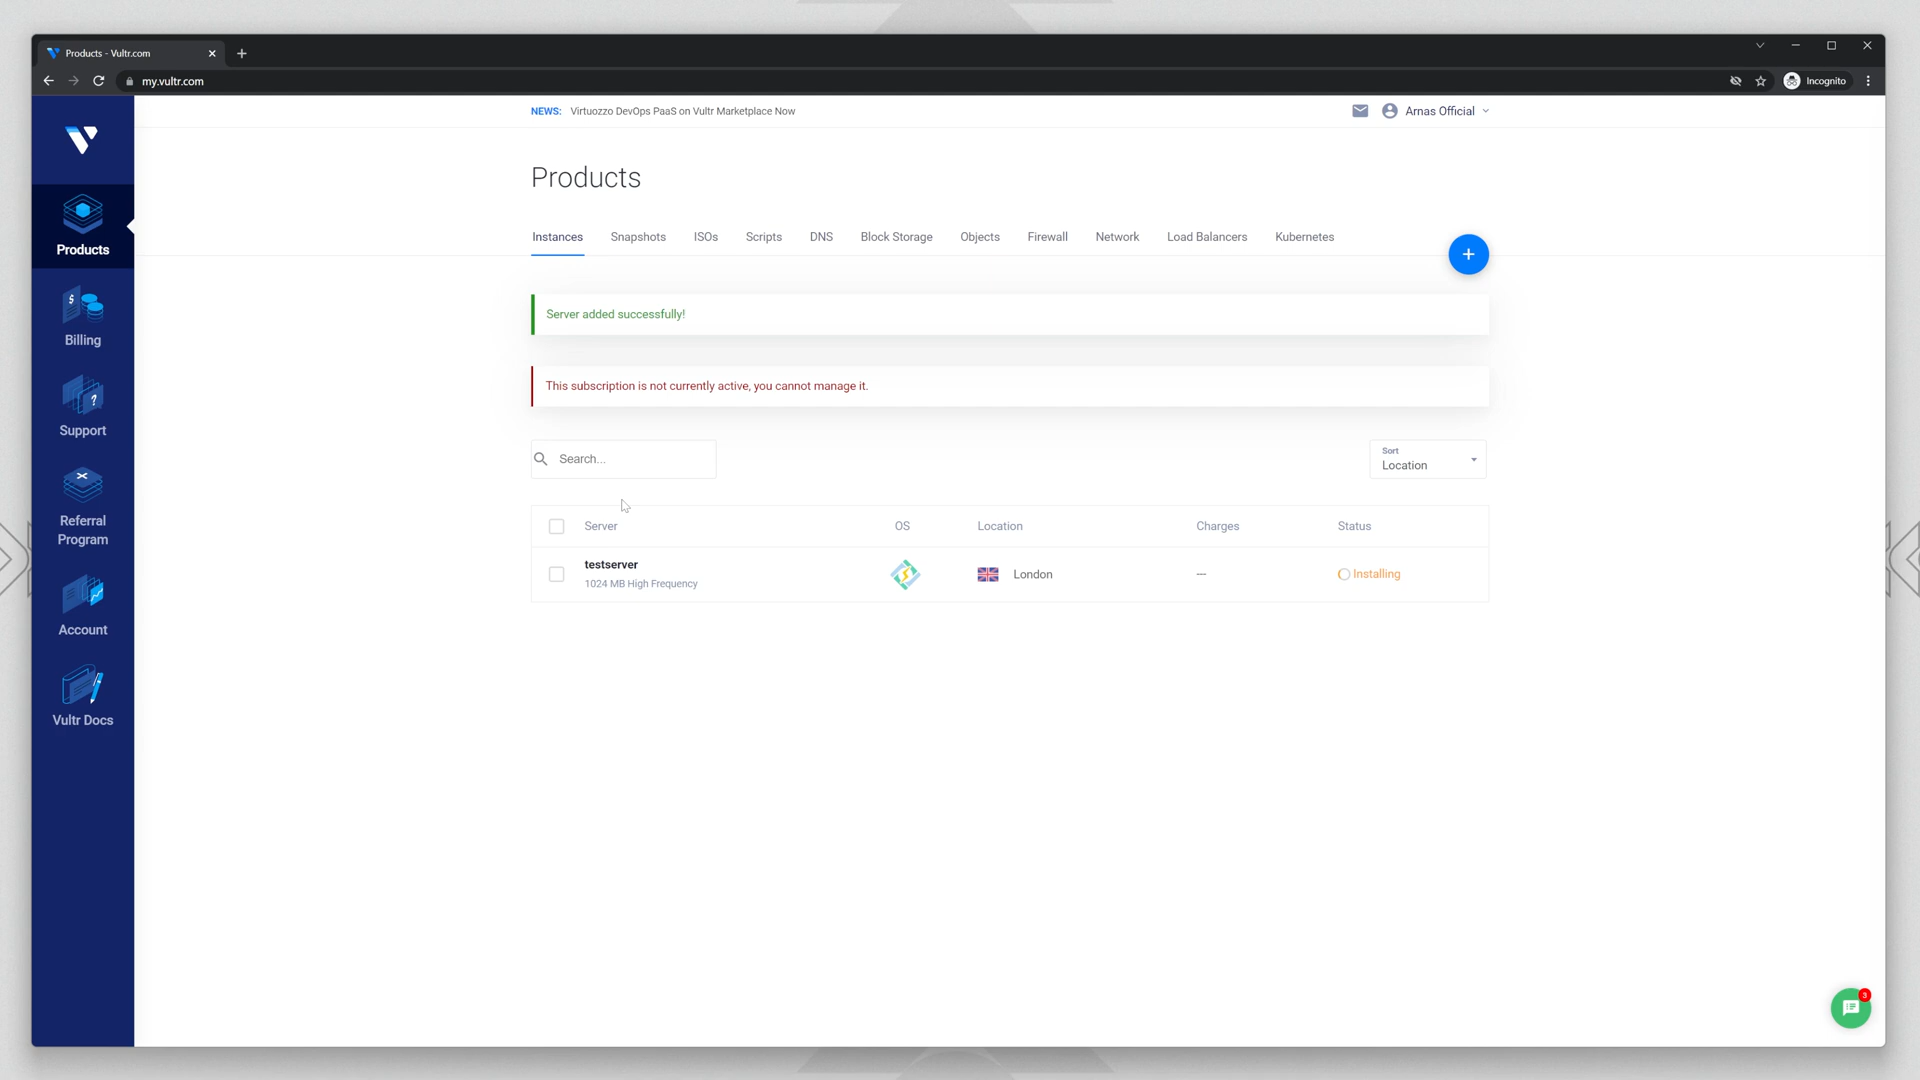 Products - Vultr.com
my.vultr.com
Incognito
NEWS: Virtuozzo DevOps PaaS on Vultr Marketplace Now
Arnas Official
Products
Billing
Support
Referral
Program
Account
Vultr Docs
Products
Instances Snapshots ISOs Scripts DNS Block Storage Objects Firewall Network Load Balancers Kubernetes
+
Server added successfully!
This subscription is not currently active, you cannot manage it.
Search...
Sort
Location
Server OS Location Charges Status
testserver
1024 MB High Frequency
London --- Installing
3